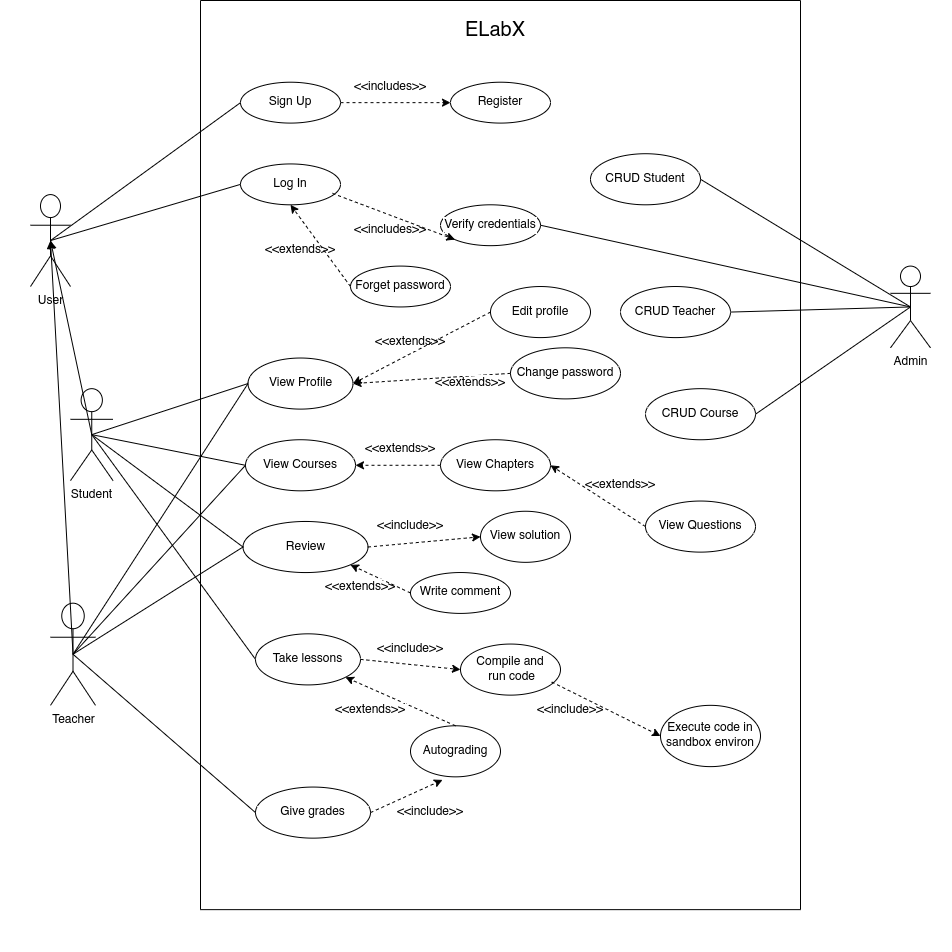 ELabX
Sign Up
<<includes>>
Register
Log In
<<includes>>
Verify credentials
<<extends>>
Forget password
CRUD Student
User
Edit profile
CRUD Teacher
Admin
<<extends>>
View Profile
<<extends>>
Change password
CRUD Course
Student
View Courses
<<extends>>
View Chapters
<<extends>>
View Questions
Review
<<include>>
View solution
<<extends>>
Write comment
Take lessons
<<include>>
Compile and
run code
<<include>>
Execute code in
sandbox environ
Teacher
<<extends>>
Autograding
Give grades
<<include>>